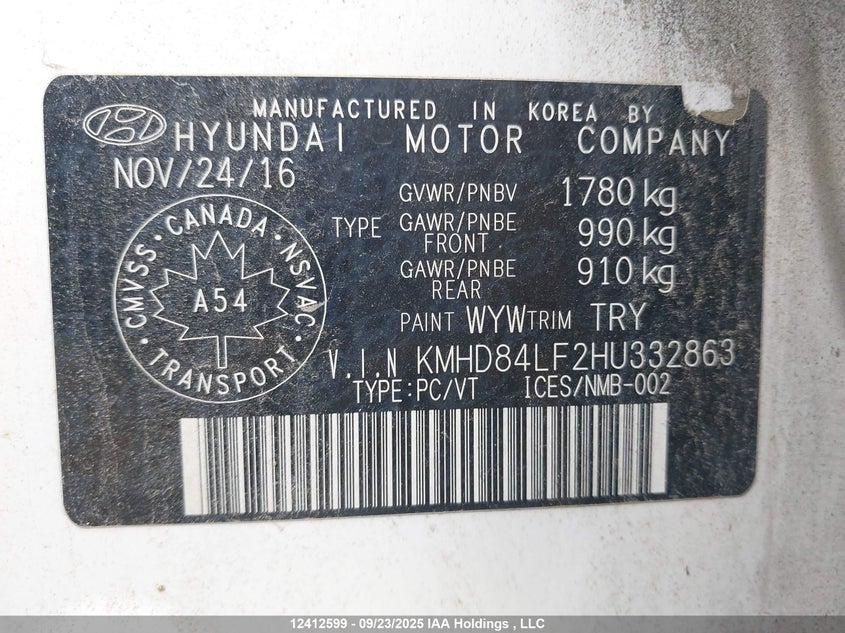 MANUFACTURED IN KOREA BY
HYUNDAI MOTOR COMPANY
NOV/24/16
GVWR/PNBV 1780 kg
TYPE GAWR/PNBE FRONT 990 kg
GAWR/PNBE REAR 910 kg
PAINT WYW TRIM TRY
CMVSS · CANADA · NSVAC
A54
TRANSPORT
V.I.N KMHD84LF2HU332863
TYPE:PC/VT ICES/NMB-002
12412599 - 09/23/2025 IAA Holdings , LLC